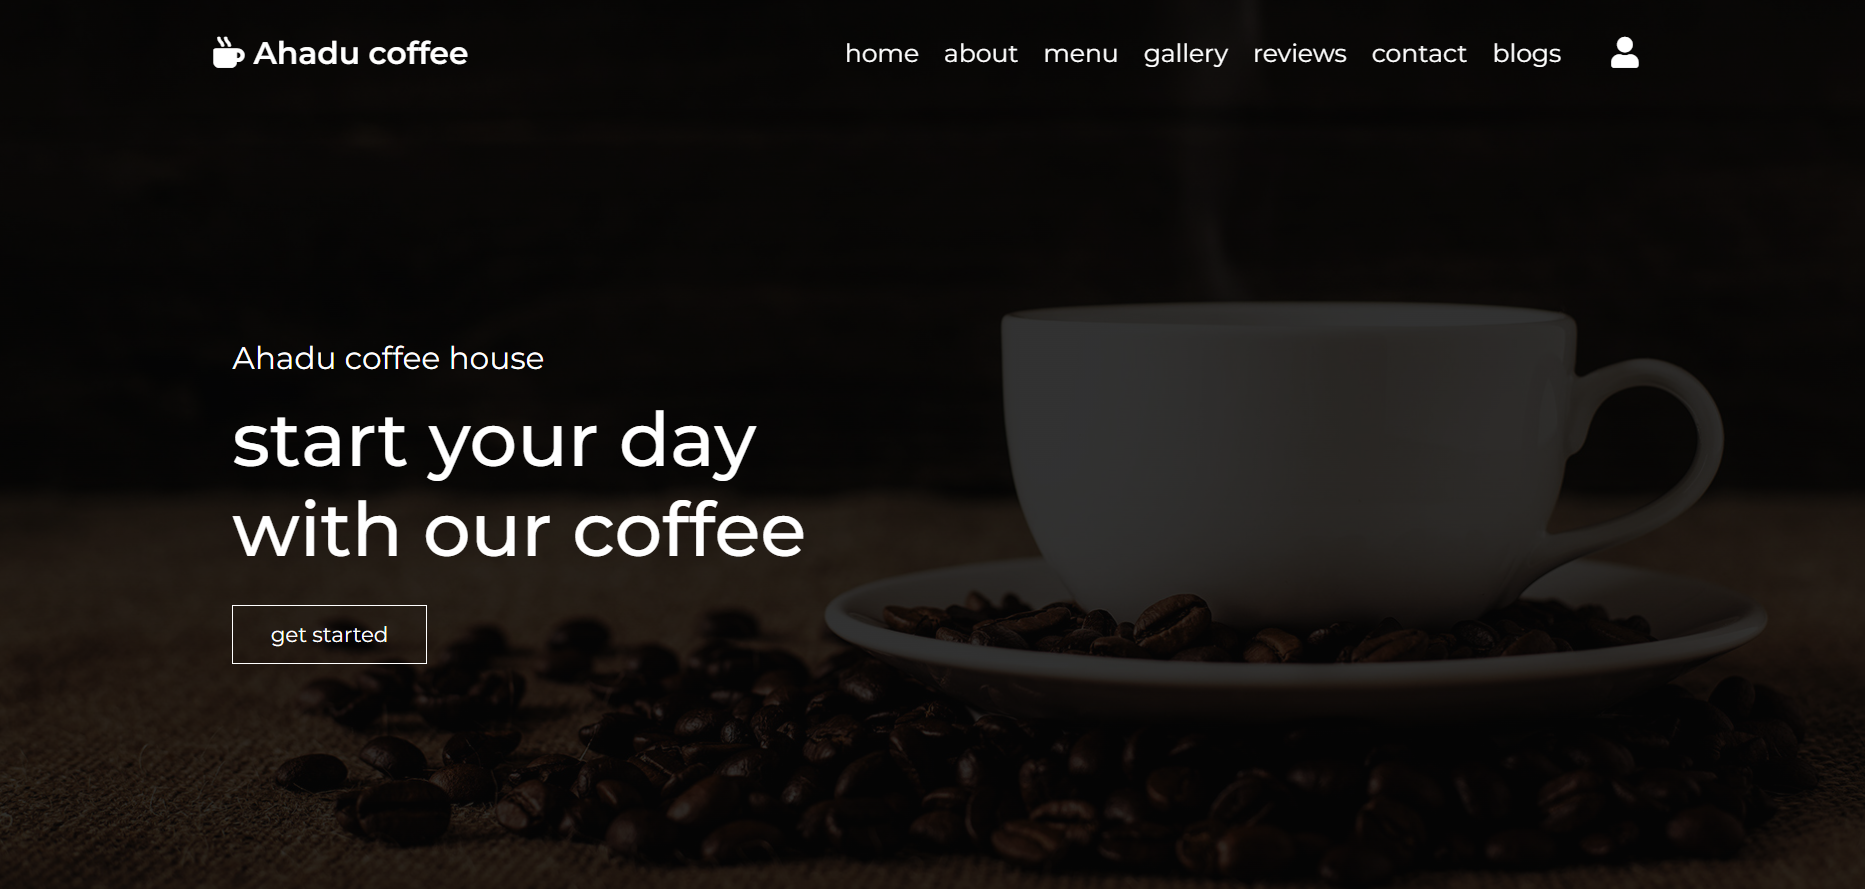 Ahadu coffee
home about menu gallery reviews contact blogs
Ahadu coffee house
start your day
with our coffee
get started